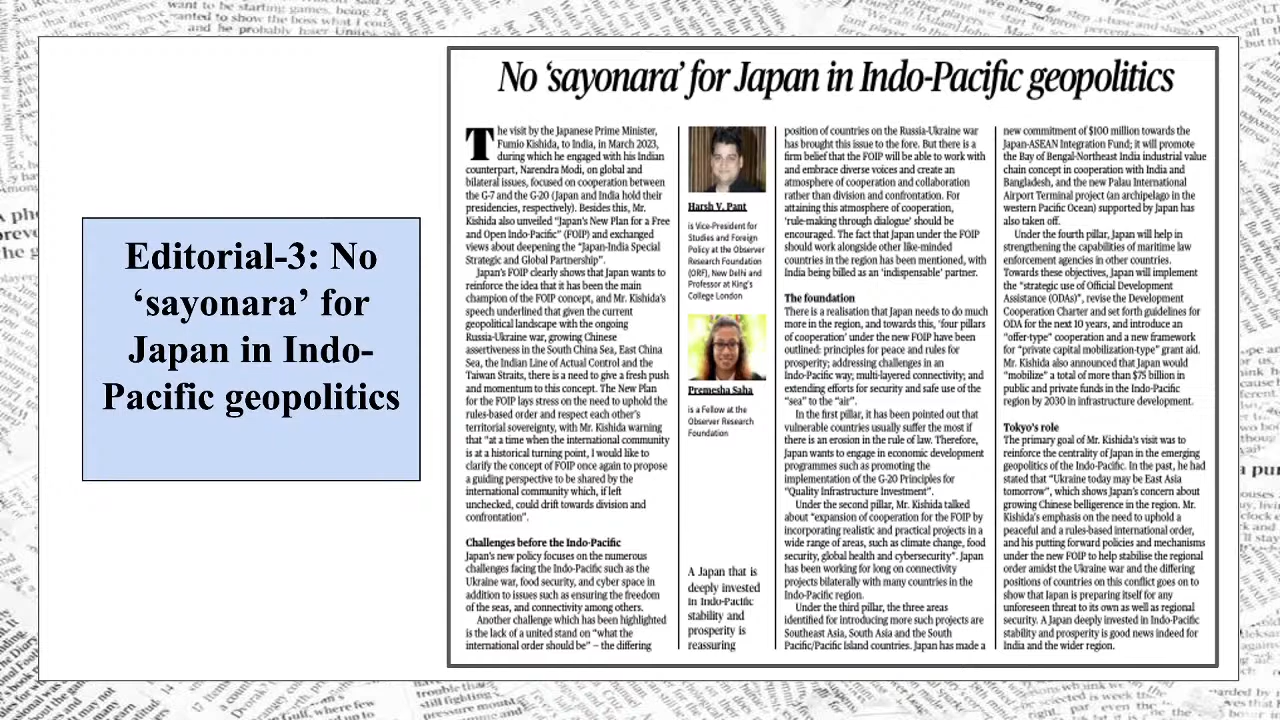 Editorial-3: No
‘sayonara’ for
Japan in Indo-
Pacific geopolitics
No ‘sayonara’ for Japan in Indo-Pacific geopolitics
The visit by the Japanese Prime Minister,
Fumio Kishida, to India, in March 2023,
during which he engaged with his Indian
counterpart, Narendra Modi, on global and
bilateral issues, focused on cooperation between
the G-7 and the G-20 (Japan and India hold their
presidencies, respectively). Besides this, Mr.
Kishida also unveiled “Japan’s New Plan for a Free
and Open Indo-Pacific” (FOIP) and exchanged
views about deepening the “Japan-India Special
Strategic and Global Partnership”.
Japan’s FOIP clearly shows that Japan wants to
reinforce the idea that it has been the main
champion of the FOIP concept, and Mr. Kishida’s
speech underlined that given the current
geopolitical landscape with the ongoing
Russia-Ukraine war, growing Chinese
assertiveness in the South China Sea, East China
Sea, the Indian Line of Actual Control and the
Taiwan Straits, there is a need to give a fresh push
and momentum to this concept. The New Plan
for the FOIP lays stress on the need to uphold the
rules-based order and respect each other’s
territorial sovereignty, with Mr. Kishida warning
that “at a time when the international community
is at a historical turning point, I would like to
clarify the concept of FOIP once again to propose
a guiding perspective to be shared by the
international community which, if left
unchecked, could drift towards division and
confrontation”.
Challenges before the Indo-Pacific
Japan’s new policy focuses on the numerous
challenges facing the Indo-Pacific such as the
Ukraine war, food security, and cyber space in
addition to issues such as ensuring the freedom
of the seas, and connectivity among others.
Another challenge which has been highlighted
is the lack of a united stand on “what the
international order should be” – the differing
Harsh V. Pant
is Vice-President for
Studies and Foreign
Policy at the Observer
Research Foundation
(ORF), New Delhi and
Professor at King’s
College London
Premesha Saha
is a Fellow at the
Observer Research
Foundation
A Japan that is
deeply invested
in Indo-Pacific
stability and
prosperity is
reassuring
position of countries on the Russia-Ukraine war
has brought this issue to the fore. But there is a
firm belief that the FOIP will be able to work with
and embrace diverse voices and create an
atmosphere of cooperation and collaboration
rather than division and confrontation. For
attaining this atmosphere of cooperation,
‘rule-making through dialogue’ should be
encouraged. The fact that Japan under the FOIP
should work alongside other like-minded
countries in the region has been mentioned, with
India being billed as an ‘indispensable’ partner.
The foundation
There is a realisation that Japan needs to do much
more in the region, and towards this, ‘four pillars
of cooperation’ under the new FOIP have been
outlined: principles for peace and rules for
prosperity; addressing challenges in an
Indo-Pacific way; multi-layered connectivity; and
extending efforts for security and safe use of the
“sea” to the “air”.
In the first pillar, it has been pointed out that
vulnerable countries usually suffer the most if
there is an erosion in the rule of law. Therefore,
Japan wants to engage in economic development
programmes such as promoting the
implementation of the G-20 Principles for
“Quality Infrastructure Investment”.
Under the second pillar, Mr. Kishida talked
about “expansion of cooperation for the FOIP by
incorporating realistic and practical projects in a
wide range of areas, such as climate change, food
security, global health and cybersecurity”. Japan
has been working for long on connectivity
projects bilaterally with many countries in the
Indo-Pacific region.
Under the third pillar, the three areas
identified for introducing more such projects are
Southeast Asia, South Asia and the South
Pacific/Pacific Island countries. Japan has made a
new commitment of $100 million towards the
Japan-ASEAN Integration Fund; it will promote
the Bay of Bengal-Northeast India industrial value
chain concept in cooperation with India and
Bangladesh, and the new Palau International
Airport Terminal project (an archipelago in the
western Pacific Ocean) supported by Japan has
also taken off.
Under the fourth pillar, Japan will help in
strengthening the capabilities of maritime law
enforcement agencies in other countries.
Towards these objectives, Japan will implement
the “strategic use of Official Development
Assistance (ODAs)”, revise the Development
Cooperation Charter and set forth guidelines for
ODA for the next 10 years, and introduce an
“offer-type” cooperation and a new framework
for “private capital mobilization-type” grant aid.
Mr. Kishida also announced that Japan would
“mobilize” a total of more than $75 billion in
public and private funds in the Indo-Pacific
region by 2030 in infrastructure development.
Tokyo’s role
The primary goal of Mr. Kishida’s visit was to
reinforce the centrality of Japan in the emerging
geopolitics of the Indo-Pacific. In the past, he had
stated that “Ukraine today may be East Asia
tomorrow”, which shows Japan’s concern about
growing Chinese belligerence in the region. Mr.
Kishida’s emphasis on the need to uphold a
peaceful and a rules-based international order,
and his putting forward policies and mechanisms
under the new FOIP to help stabilise the regional
order amidst the Ukraine war and the differing
positions of countries on this conflict goes on to
show that Japan is preparing itself for any
unforeseen threat to its own as well as regional
security. A Japan deeply invested in Indo-Pacific
stability and prosperity is good news indeed for
India and the wider region.